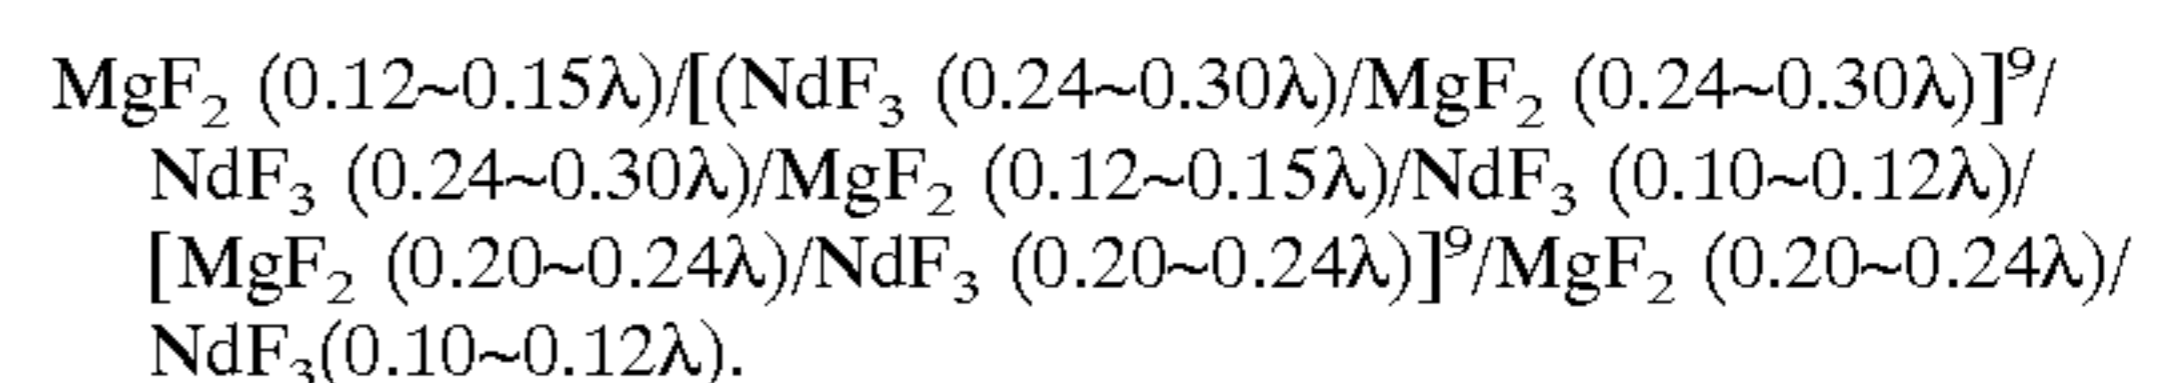 MgF₂ (0.12~0.15λ)/[(NdF₃ (0.24~0.30λ)/MgF₂ (0.24~0.30λ)]⁹/
NdF₃ (0.24~0.30λ)/MgF₂ (0.12~0.15λ)/NdF₃ (0.10~0.12λ)/
[MgF₂ (0.20~0.24λ)/NdF₃ (0.20~0.24λ)]⁹/MgF₂ (0.20~0.24λ)/
NdF₃(0.10~0.12λ).